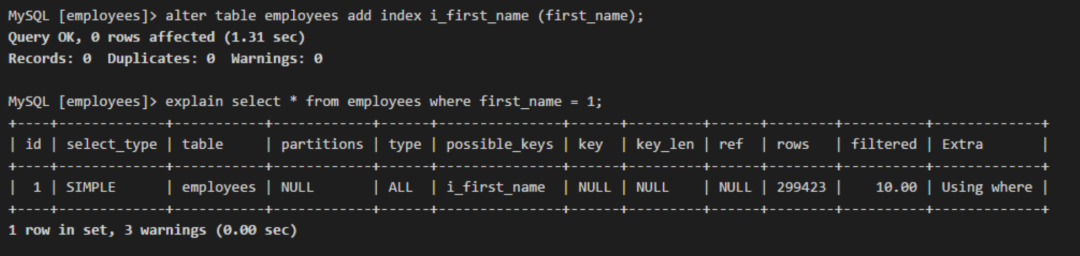 MySQL [employees]> alter table employees add index i_first_name (first_name);
Query OK, 0 rows affected (1.31 sec)
Records: 0  Duplicates: 0  Warnings: 0

MySQL [employees]> explain select * from employees where first_name = 1;
+----+-------------+-----------+------------+------+---------------+------+---------+------+--------+----------+-------------+
| id | select_type | table     | partitions | type | possible_keys | key  | key_len | ref  | rows   | filtered | Extra       |
+----+-------------+-----------+------------+------+---------------+------+---------+------+--------+----------+-------------+
|  1 | SIMPLE      | employees | NULL       | ALL  | i_first_name  | NULL | NULL    | NULL | 299423 |    10.00 | Using where |
+----+-------------+-----------+------------+------+---------------+------+---------+------+--------+----------+-------------+
1 row in set, 3 warnings (0.00 sec)